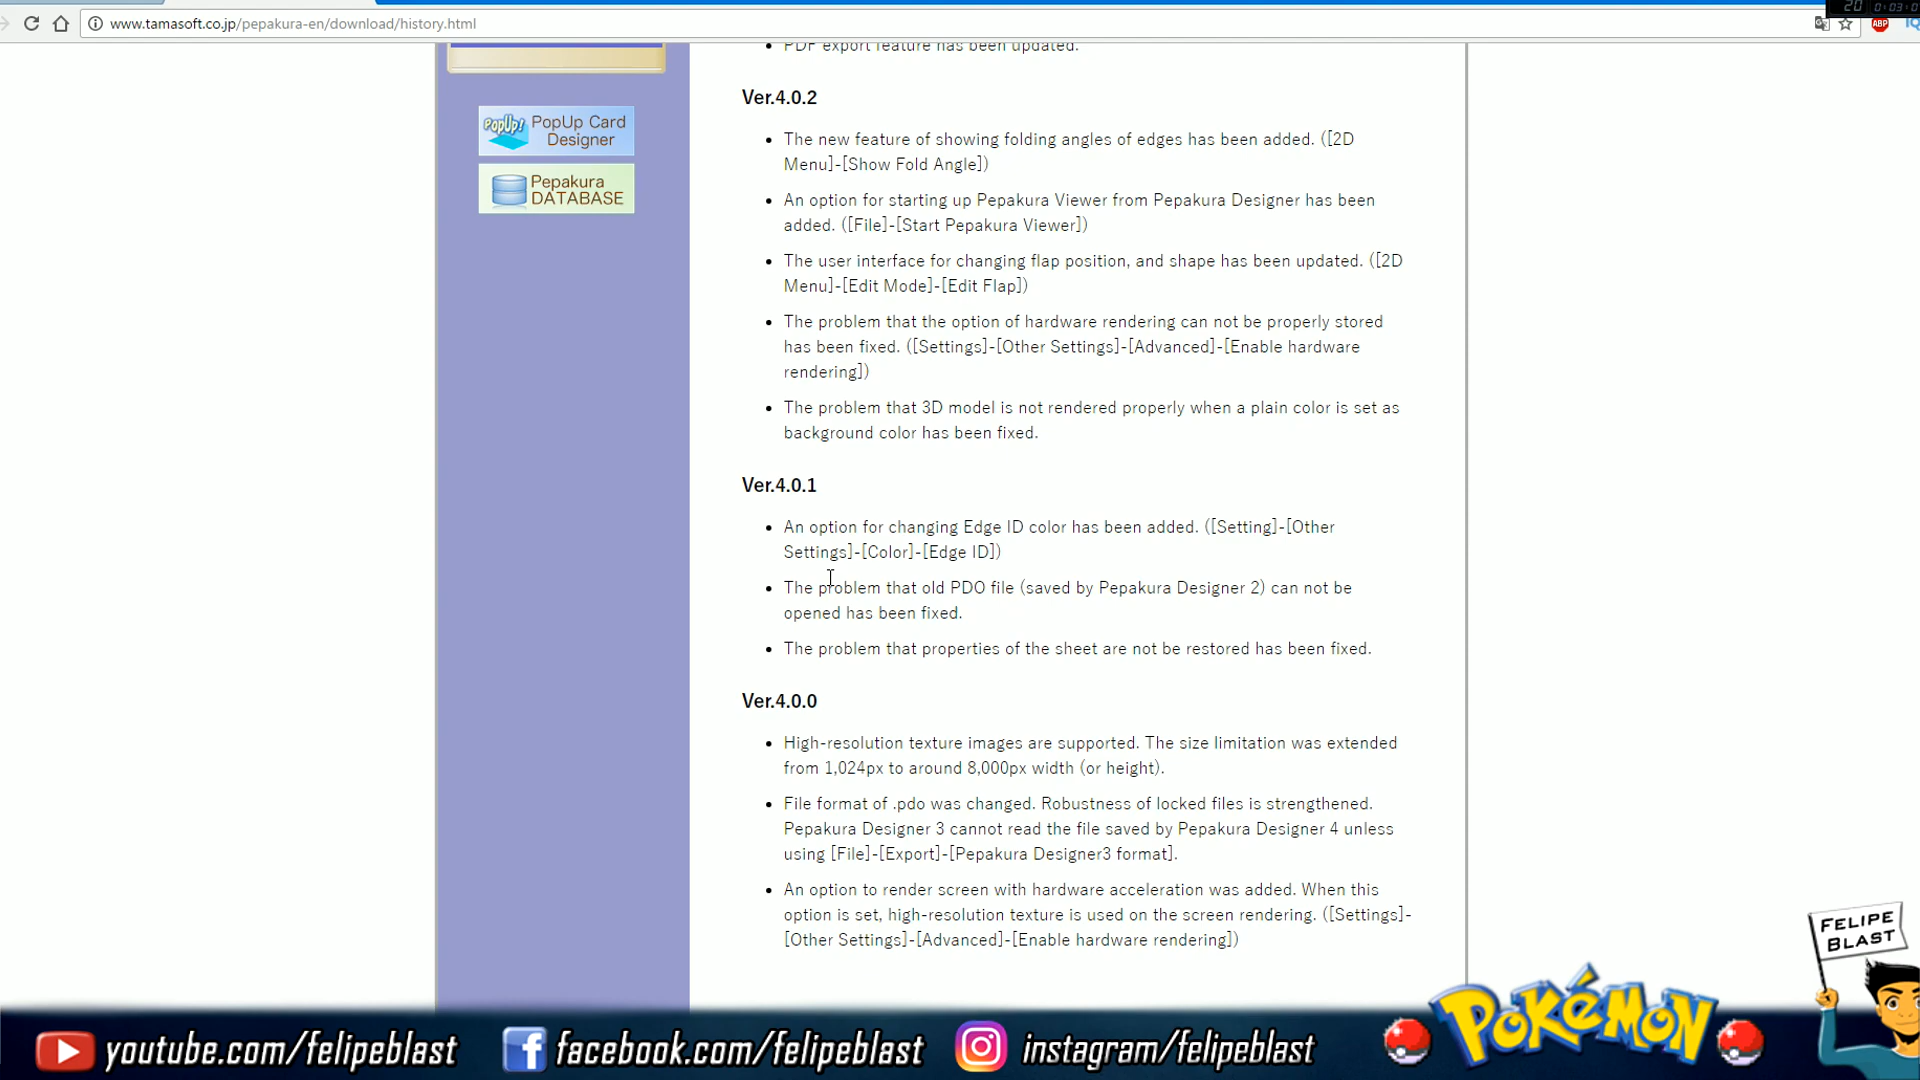 www.tamasoft.co.jp/pepakura-en/download/history.html
20
ABP
PDF export feature has been updated.
PopUp!
PopUp Card
Designer
Pepakura
DATABASE
Ver.4.0.2
• The new feature of showing folding angles of edges has been added. ([2D
Menu]-[Show Fold Angle])
• An option for starting up Pepakura Viewer from Pepakura Designer has been
added. ([File]-[Start Pepakura Viewer])
• The user interface for changing flap position, and shape has been updated. ([2D
Menu]-[Edit Mode]-[Edit Flap])
• The problem that the option of hardware rendering can not be properly stored
has been fixed. ([Settings]-[Other Settings]-[Advanced]-[Enable hardware
rendering])
• The problem that 3D model is not rendered properly when a plain color is set as
background color has been fixed.
Ver.4.0.1
• An option for changing Edge ID color has been added. ([Setting]-[Other
Settings]-[Color]-[Edge ID])
• The problem that old PDO file (saved by Pepakura Designer 2) can not be
opened has been fixed.
• The problem that properties of the sheet are not be restored has been fixed.
Ver.4.0.0
• High-resolution texture images are supported. The size limitation was extended
from 1,024px to around 8,000px width (or height).
• File format of .pdo was changed. Robustness of locked files is strengthened.
Pepakura Designer 3 cannot read the file saved by Pepakura Designer 4 unless
using [File]-[Export]-[Pepakura Designer3 format].
• An option to render screen with hardware acceleration was added. When this
option is set, high-resolution texture is used on the screen rendering. ([Settings]-
[Other Settings]-[Advanced]-[Enable hardware rendering])
FELIPE
BLAST
youtube.com/felipeblast
facebook.com/felipeblast
instagram/felipeblast
POKéMON